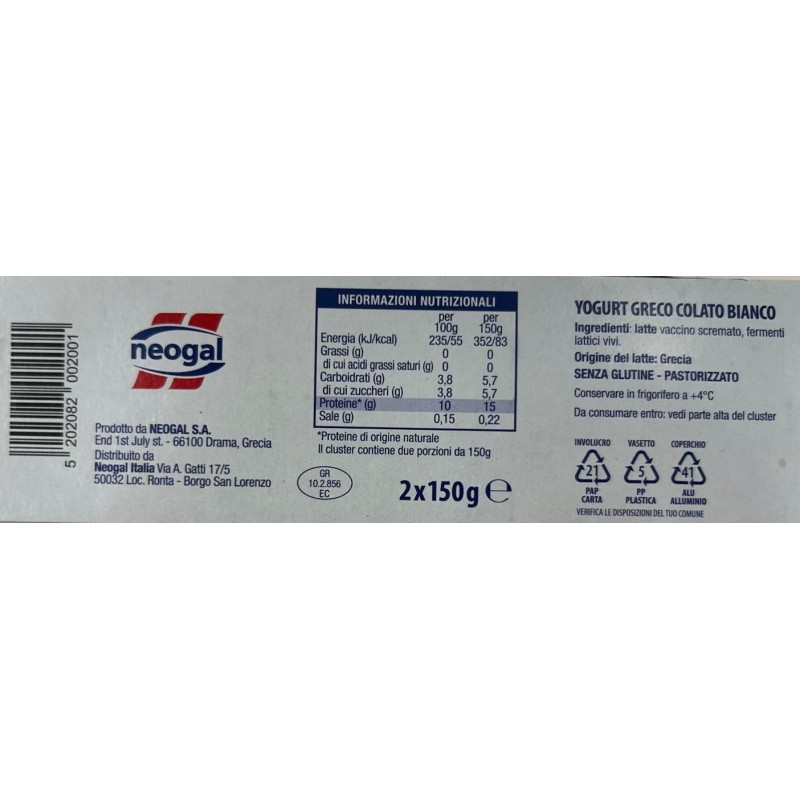 5 202082 002001
neogal
Prodotto da NEOGAL S.A.
End 1st July st. - 66100 Drama, Grecia
Distribuito da
Neogal Italia Via A. Gatti 17/5
50032 Loc. Ronta - Borgo San Lorenzo
INFORMAZIONI NUTRIZIONALI
per 100g per 150g
Energia (kJ/kcal) 235/55 352/83
Grassi (g) 0 0
di cui acidi grassi saturi (g) 0 0
Carboidrati (g) 3,8 5,7
di cui zuccheri (g) 3,8 5,7
Proteine* (g) 10 15
Sale (g) 0,15 0,22
*Proteine di origine naturale
Il cluster contiene due porzioni da 150g
GR
10.2.856
EC
2x150g e
YOGURT GRECO COLATO BIANCO
Ingredienti: latte vaccino scremato, fermenti
lattici vivi.
Origine del latte: Grecia
SENZA GLUTINE - PASTORIZZATO
Conservare in frigorifero a +4°C
Da consumare entro: vedi parte alta del cluster
INVOLUCRO VASETTO COPERCHIO
21 5 41
PAP PP ALU
CARTA PLASTICA ALLUMINIO
VERIFICA LE DISPOSIZIONI DEL TUO COMUNE